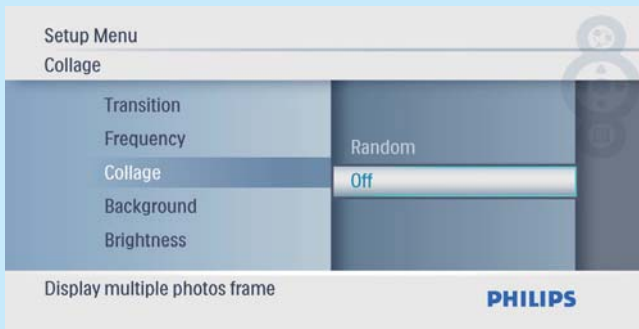 Setup Menu
Collage
Transition
Frequency
Collage
Background
Brightness
Random
Off
Display multiple photos frame
PHILIPS